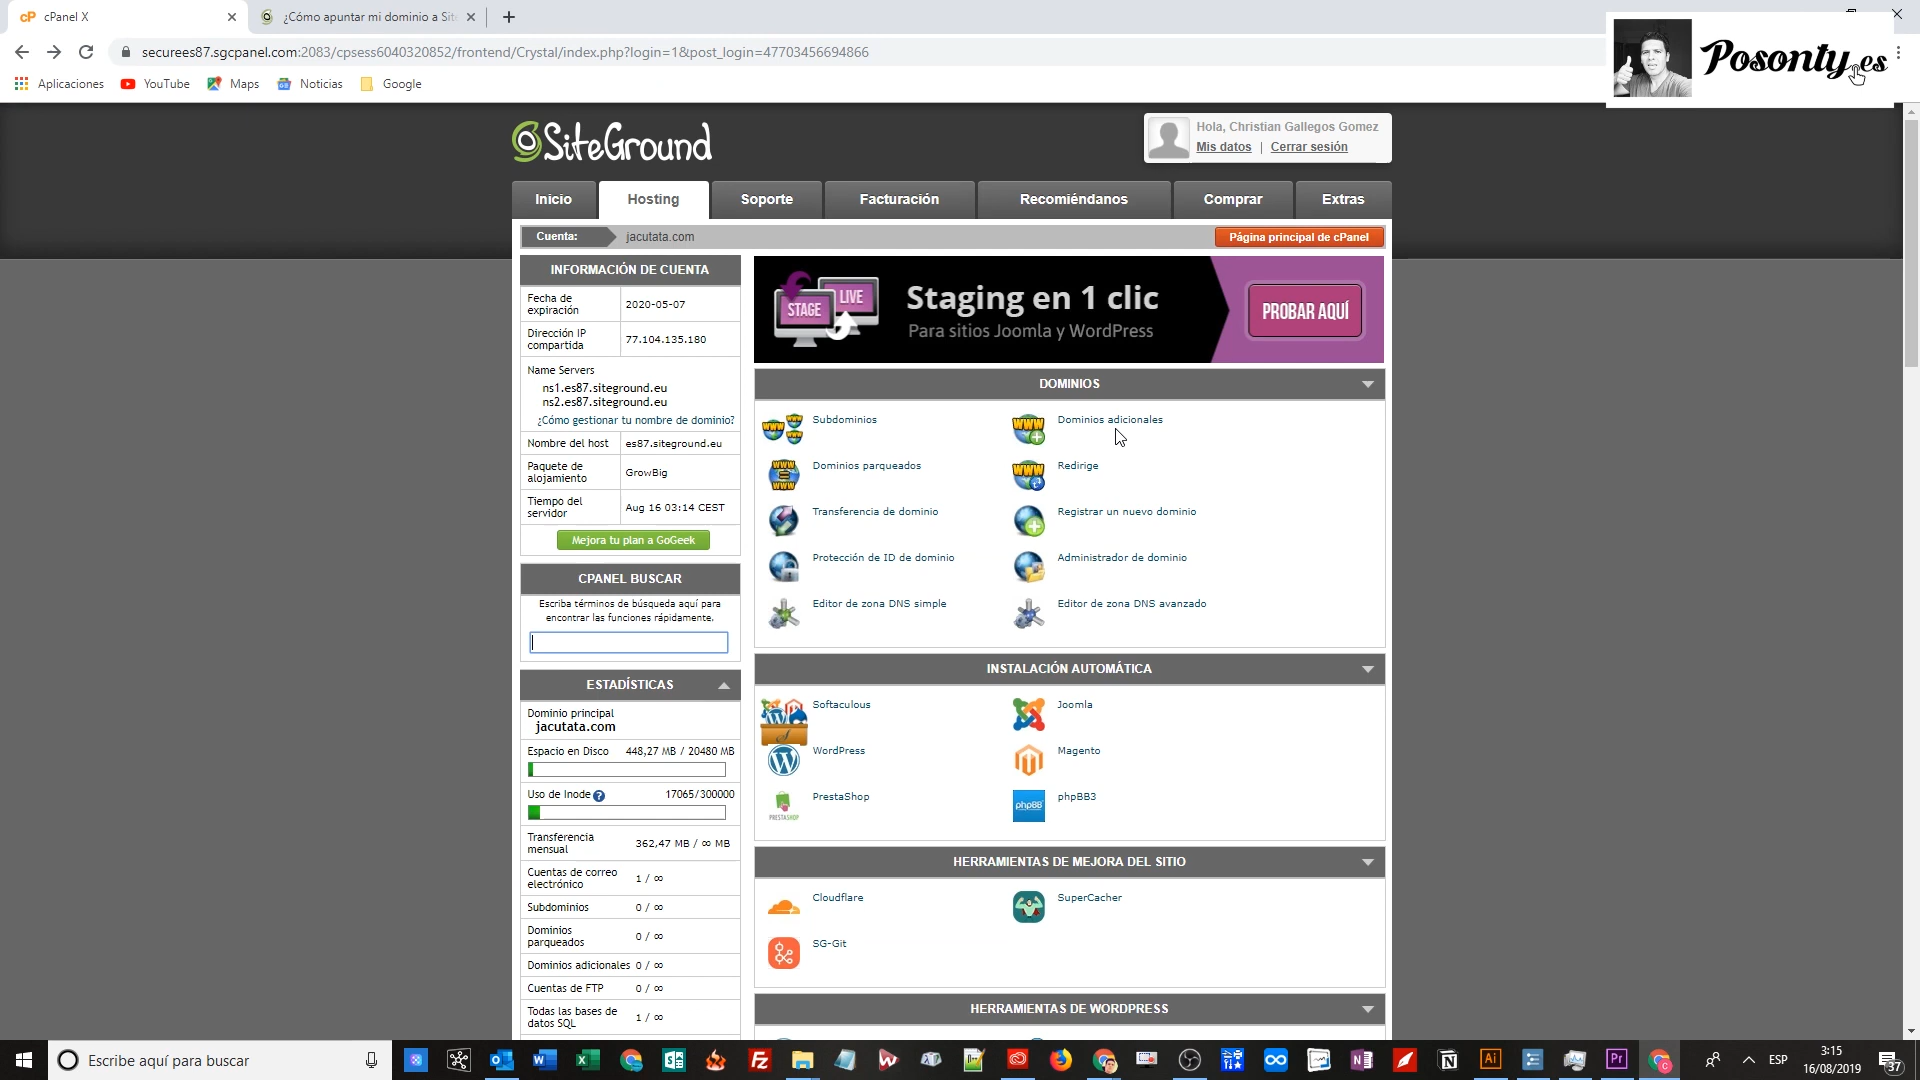 cPanel X
¿Cómo apuntar mi dominio a Site
securees87.sgcpanel.com:2083/cpsess6040320852/frontend/Crystal/index.php?login=1&post_login=47703456694866
Posonty.es
Aplicaciones
YouTube
Maps
Noticias
Google
SiteGround
Hola, Christian Gallegos Gomez
Mis datos | Cerrar sesión
Inicio
Hosting
Soporte
Facturación
Recomiéndanos
Comprar
Extras
Cuenta:
jacutata.com
Página principal de cPanel
INFORMACIÓN DE CUENTA
Fecha de
expiración
2020-05-07
Dirección IP
compartida
77.104.135.180
Name Servers
ns1.es87.siteground.eu
ns2.es87.siteground.eu
¿Cómo gestionar tu nombre de dominio?
Nombre del host
es87.siteground.eu
Paquete de
alojamiento
GrowBig
Tiempo del
servidor
Aug 16 03:14 CEST
Mejora tu plan a GoGeek
CPANEL BUSCAR
Escriba términos de búsqueda aquí para
encontrar las funciones rápidamente.
ESTADÍSTICAS
Dominio principal
jacutata.com
Espacio en Disco 448,27 MB / 20480 MB
Uso de Inode 17065/300000
Transferencia
mensual
362,47 MB / ∞ MB
Cuentas de correo
electrónico
1 / ∞
Subdominios 0 / ∞
Dominios
parqueados
0 / ∞
Dominios adicionales 0 / ∞
Cuentas de FTP 0 / ∞
Todas las bases de
datos SQL
1 / ∞
STAGE
LIVE
Staging en 1 clic
Para sitios Joomla y WordPress
PROBAR AQUÍ
DOMINIOS
Subdominios
Dominios adicionales
Dominios parqueados
Redirige
Transferencia de dominio
Registrar un nuevo dominio
Protección de ID de dominio
Administrador de dominio
Editor de zona DNS simple
Editor de zona DNS avanzado
INSTALACIÓN AUTOMÁTICA
Softaculous
Joomla
WordPress
Magento
PrestaShop
phpBB3
HERRAMIENTAS DE MEJORA DEL SITIO
Cloudflare
SuperCacher
SG-Git
HERRAMIENTAS DE WORDPRESS
Escribe aquí para buscar
ESP
3:15
16/08/2019
37